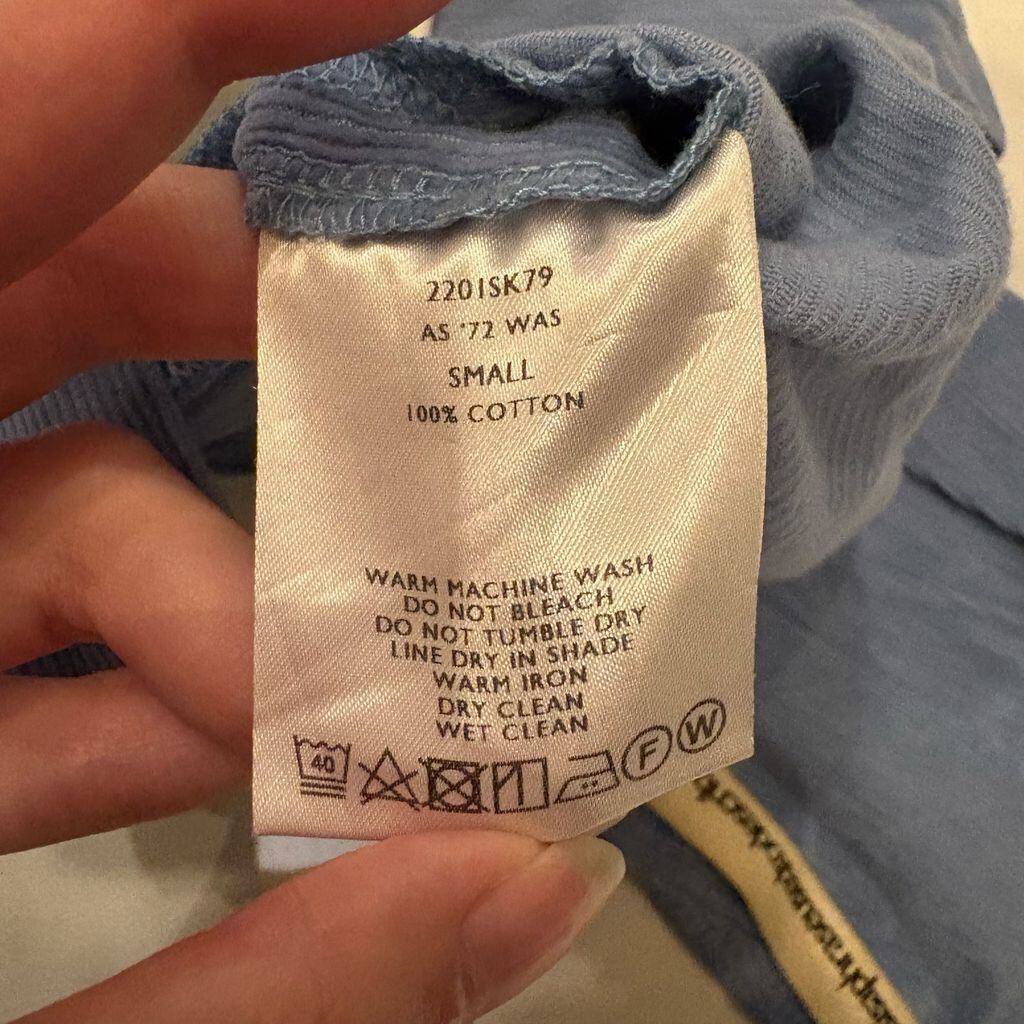 2201SK79
AS '72 WAS
SMALL
100% COTTON
WARM MACHINE WASH
DO NOT BLEACH
DO NOT TUMBLE DRY
LINE DRY IN SHADE
WARM IRON
DRY CLEAN
WET CLEAN
40
F W